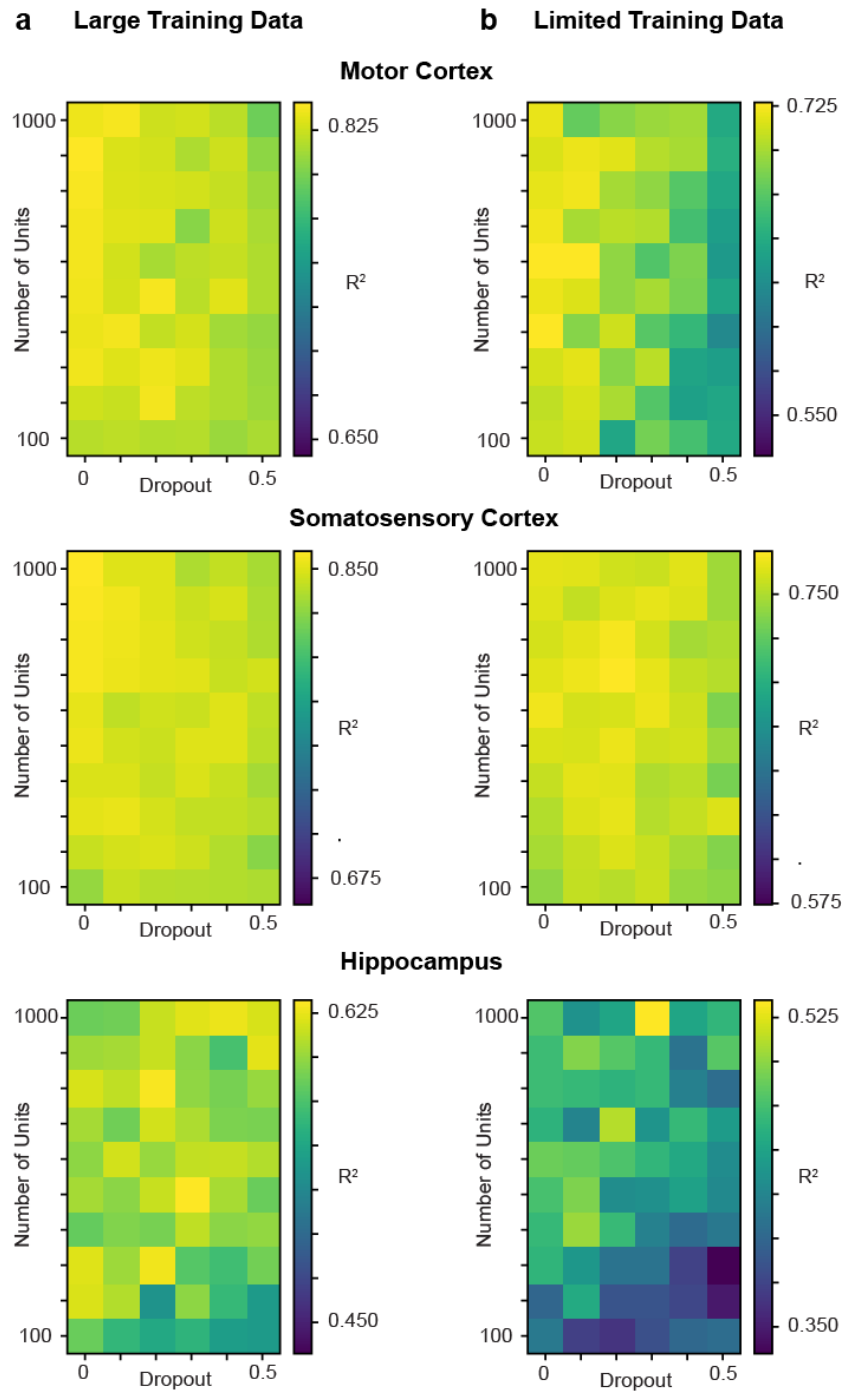 a Large Training Data
b Limited Training Data
Motor Cortex
1000
100
Number of Units
0
0.5
Dropout
0.825
0.650
R²
1000
100
Number of Units
0
0.5
Dropout
0.725
0.550
R²
Somatosensory Cortex
1000
100
Number of Units
0
0.5
Dropout
0.850
0.675
R²
.
1000
100
Number of Units
0
0.5
Dropout
0.750
0.575
R²
.
Hippocampus
1000
100
Number of Units
0
0.5
Dropout
0.625
0.450
R²
1000
100
Number of Units
0
0.5
Dropout
0.525
0.350
R²